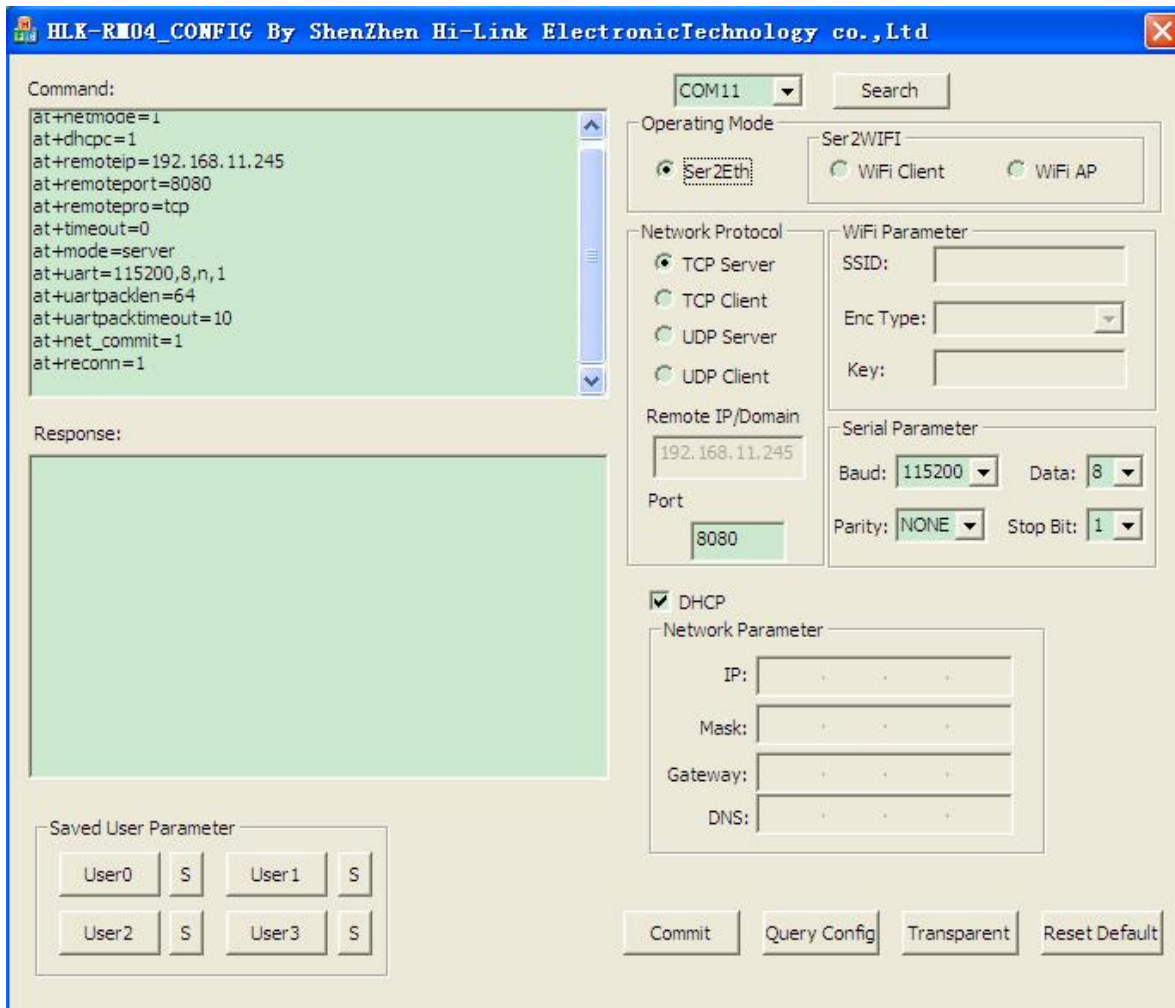 HLK-RM04_CONFIG By ShenZhen Hi-Link ElectronicTechnology co.,Ltd
Command:
at+netmode=1
at+dhcpc=1
at+remoteip=192.168.11.245
at+remoteport=8080
at+remotepro=tcp
at+timeout=0
at+mode=server
at+uart=115200,8,n,1
at+uartpacklen=64
at+uartpacktimeout=10
at+net_commit=1
at+reconn=1
Response:
Saved User Parameter
User0 S User1 S
User2 S User3 S
COM11 Search
Operating Mode
Ser2Eth
Ser2WIFI
WiFi Client WiFi AP
Network Protocol
TCP Server
TCP Client
UDP Server
UDP Client
Remote IP/Domain
192.168.11.245
Port
8080
WiFi Parameter
SSID:
Enc Type:
Key:
Serial Parameter
Baud: 115200 Data: 8
Parity: NONE Stop Bit: 1
DHCP
Network Parameter
IP:
Mask:
Gateway:
DNS:
Commit Query Config Transparent Reset Default